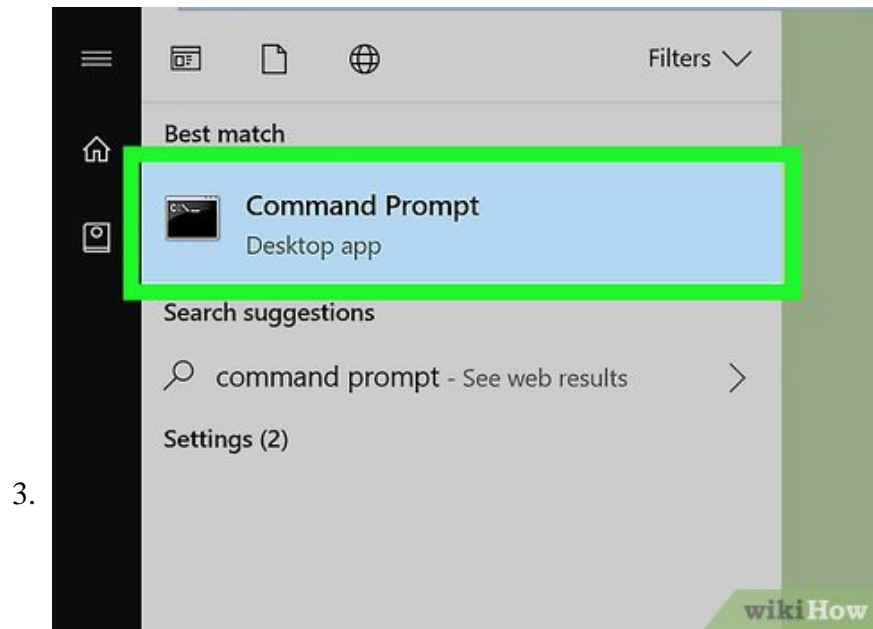 Filters
Best match
Command Prompt
Desktop app
Search suggestions
command prompt - See web results
Settings (2)
3.
wikiHow